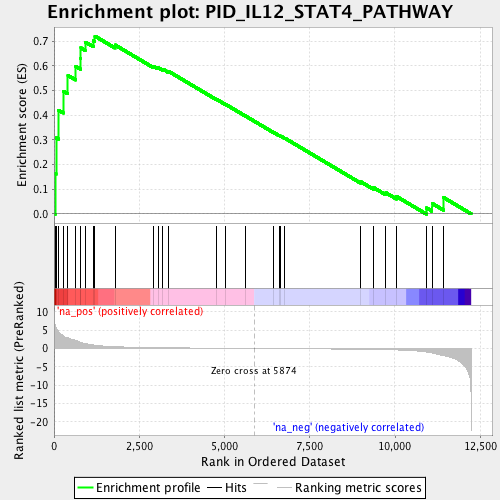 Enrichment plot: PID_IL12_STAT4_PATHWAY
Enrichment score (ES)
0.7
0.6
0.5
0.4
0.3
0.2
0.1
0.0
'na_pos' (positively correlated)
Ranked list metric (PreRanked)
10
5
0
-5
-10
-15
-20
Zero cross at 5874
'na_neg' (negatively correlated)
0 2,500 5,000 7,500 10,000 12,500
Rank in Ordered Dataset
Enrichment profile Hits Ranking metric scores